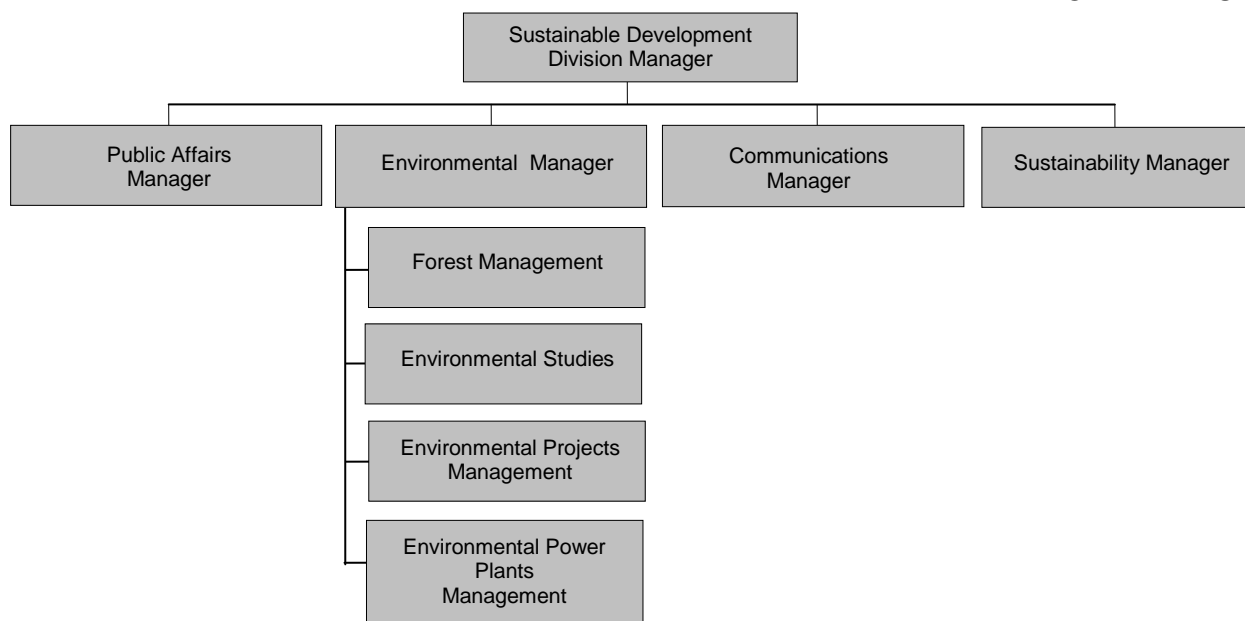 Sustainable Development
Division Manager
Public Affairs
Manager
Environmental Manager
Communications
Manager
Sustainability Manager
Forest Management
Environmental Studies
Environmental Projects
Management
Environmental Power
Plants
Management